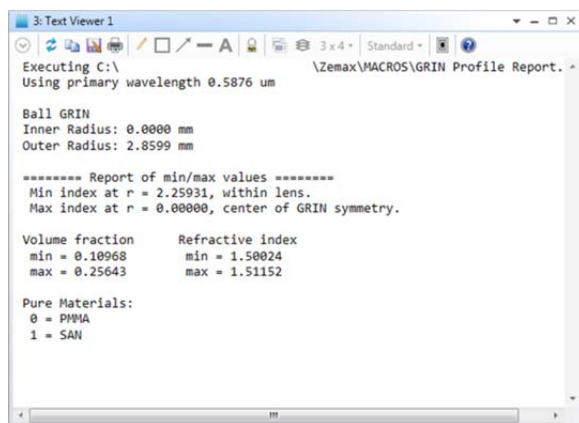 3: Text Viewer 1
A 3 x 4 Standard
Executing C:\ \Zemax\MACROS\GRIN Profile Report.
Using primary wavelength 0.5876 um
Ball GRIN
Inner Radius: 0.0000 mm
Outer Radius: 2.8599 mm
======== Report of min/max values ========
Min index at r = 2.25931, within lens.
Max index at r = 0.00000, center of GRIN symmetry.
Volume fraction Refractive index
min = 0.10968 min = 1.50024
max = 0.25643 max = 1.51152
Pure Materials:
0 = PMMA
1 = SAN